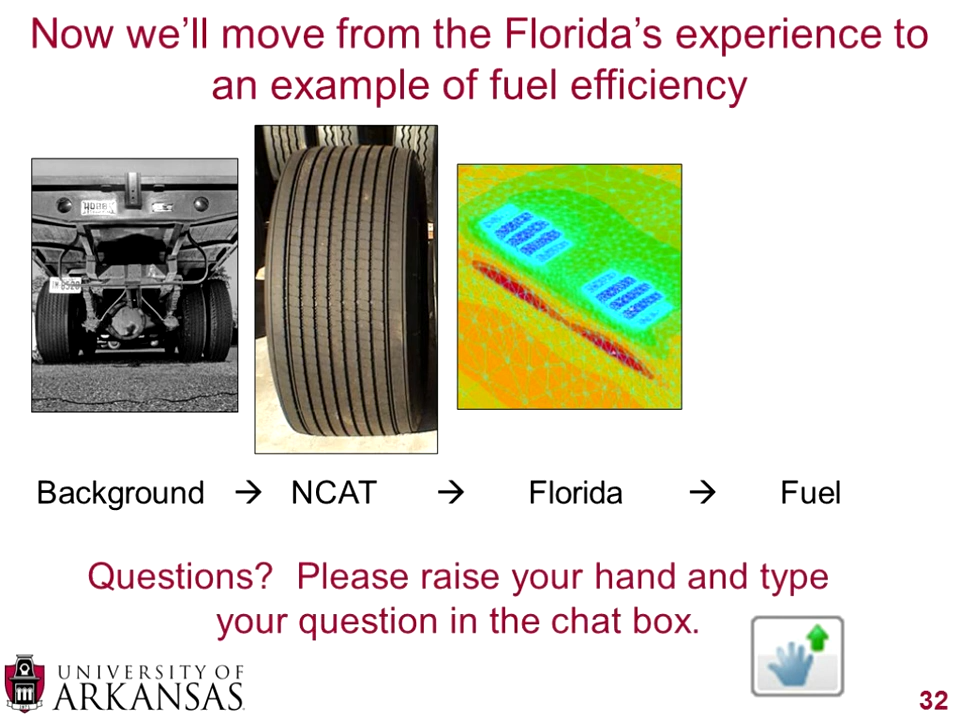 Now we’ll move from the Florida’s experience to
an example of fuel efficiency
Background → NCAT → Florida → Fuel
Questions? Please raise your hand and type
your question in the chat box.
UNIVERSITY OF
ARKANSAS
32